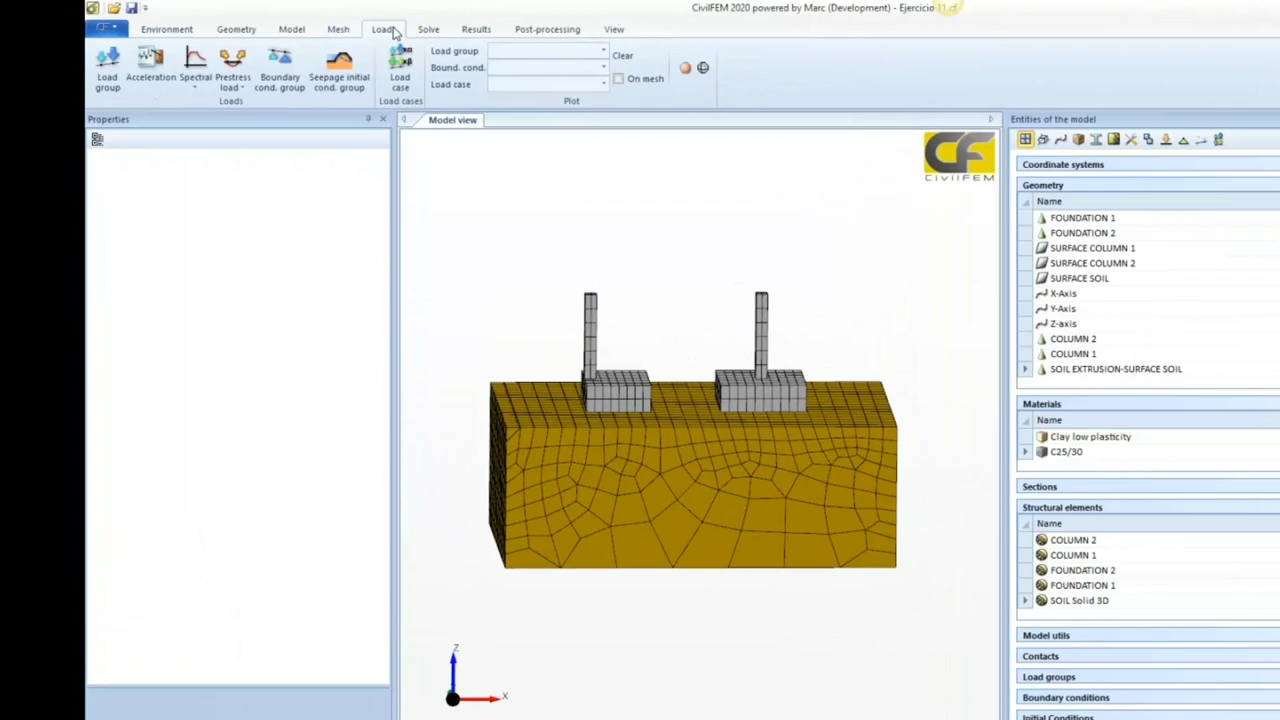 CivilFEM 2020 powered by Marc (Development) - Ejercicio 11.cf
CF
Environment Geometry Model Mesh Loads Solve Results Post-processing View
Load group
Acceleration
Spectral
Prestress load
Boundary cond. group
Seepage initial cond. group
Load case
Load group
Bound. cond.
Load case
Clear
On mesh
Loads
Load cases
Plot
Properties
Model view
Entities of the model
CF
CIVILFEM
Coordinate systems
Geometry
Name
FOUNDATION 1
FOUNDATION 2
SURFACE COLUMN 1
SURFACE COLUMN 2
SURFACE SOIL
X-Axis
Y-Axis
Z-axis
COLUMN 2
COLUMN 1
SOIL EXTRUSION-SURFACE SOIL
Materials
Name
Clay low plasticity
C25/30
Sections
Structural elements
Name
COLUMN 2
COLUMN 1
FOUNDATION 2
FOUNDATION 1
SOIL Solid 3D
Model utils
Contacts
Load groups
Boundary conditions
Initial Conditions
Z
X